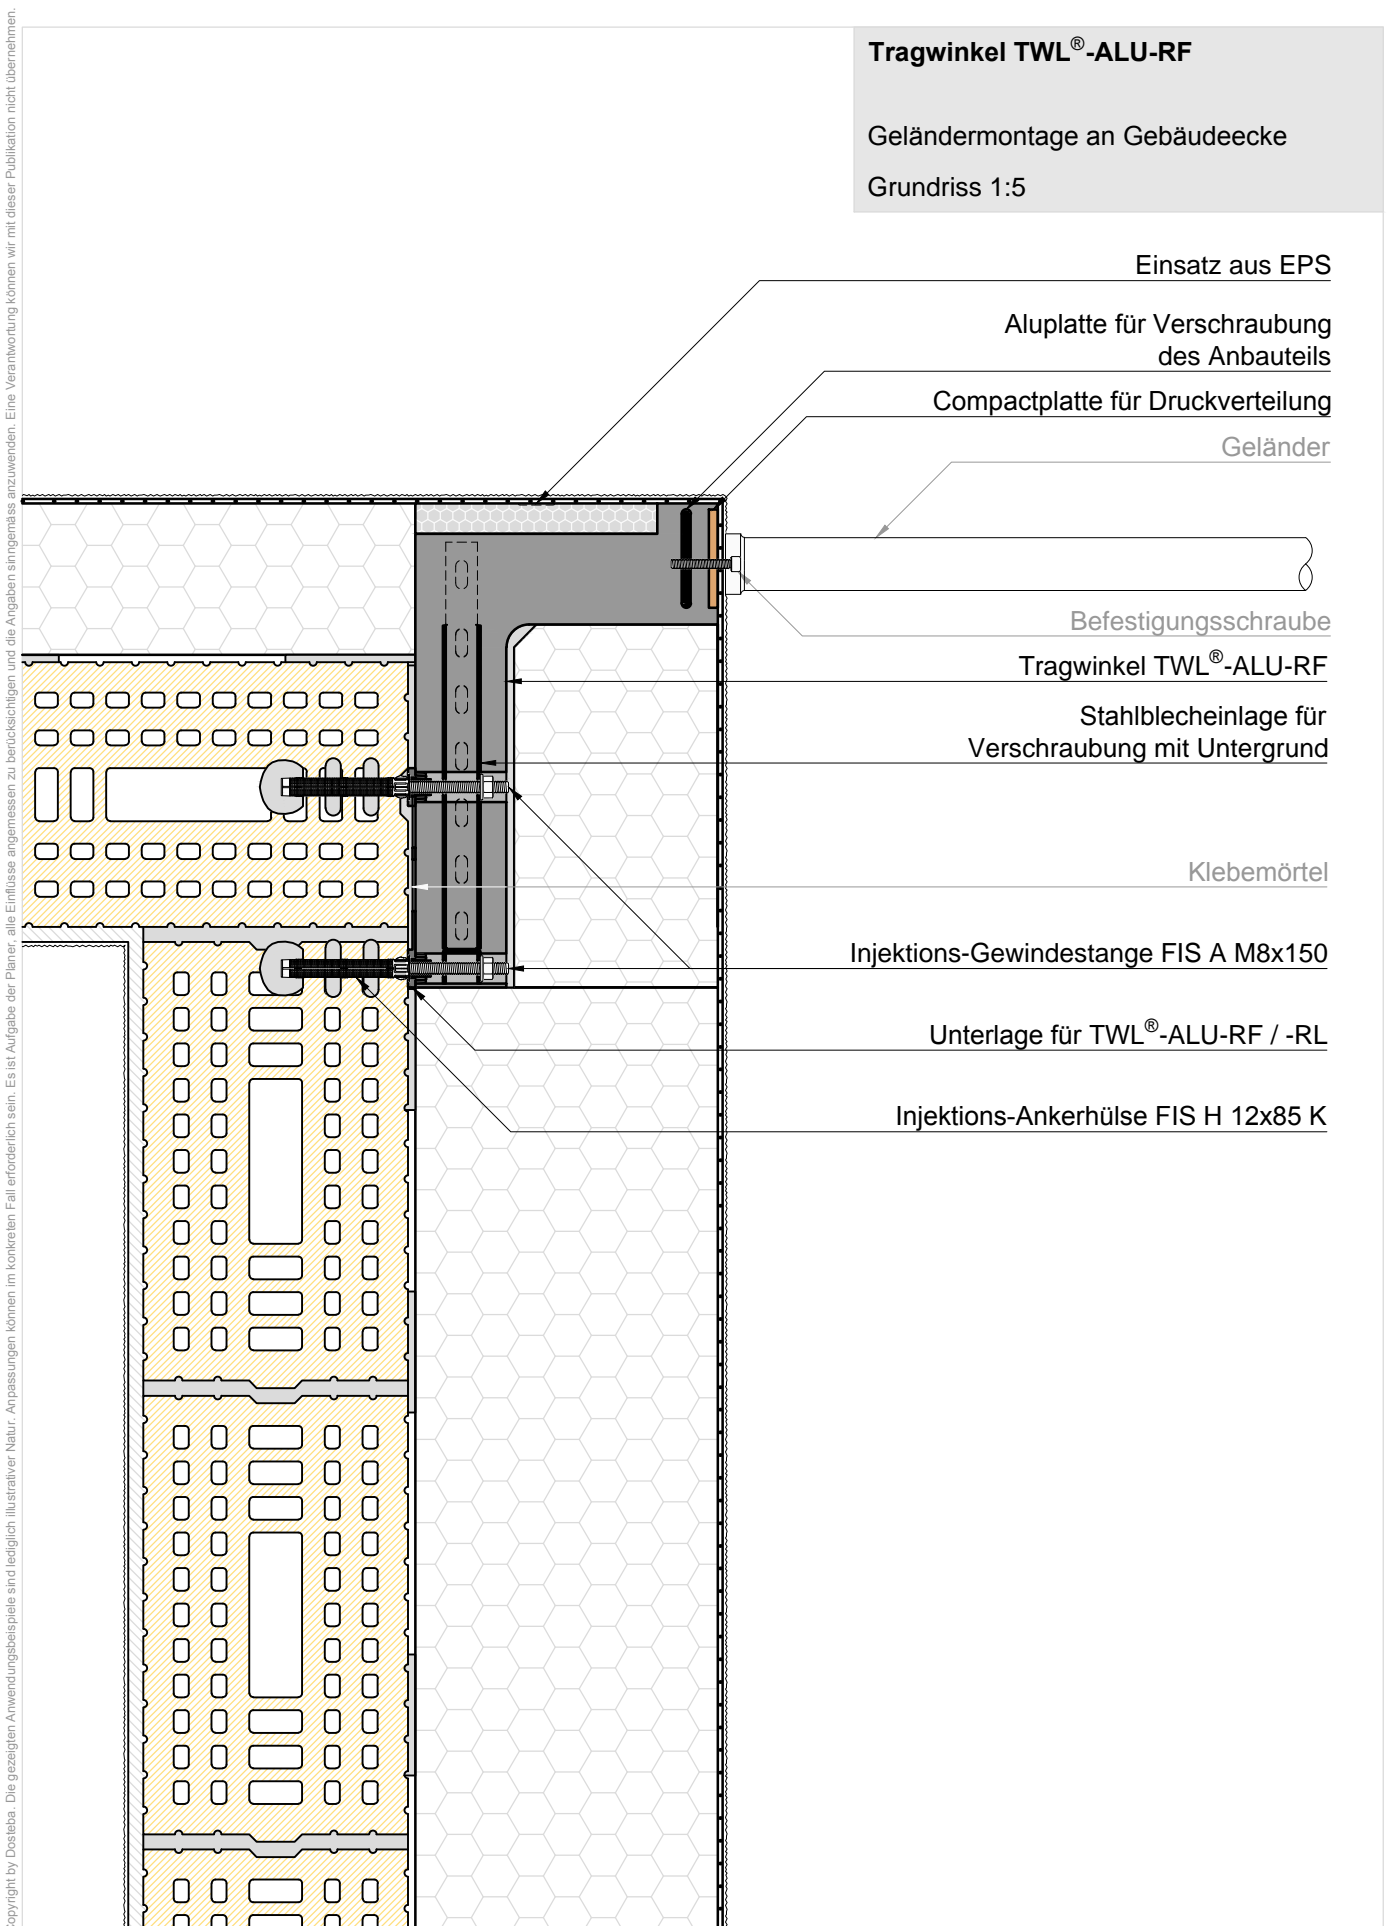 Tragwinkel TWL®-ALU-RF
Geländermontage an Gebäudeecke
Grundriss 1:5
Einsatz aus EPS
Aluplatte für Verschraubung
des Anbauteils
Compactplatte für Druckverteilung
Geländer
Befestigungsschraube
Tragwinkel TWL®-ALU-RF
Stahlblecheinlage für
Verschraubung mit Untergrund
Klebemörtel
Injektions-Gewindestange FIS A M8x150
Unterlage für TWL®-ALU-RF / -RL
Injektions-Ankerhülse FIS H 12x85 K
Copyright by Dosteba. Die gezeigten Anwendungsbeispiele sind lediglich illustrativer Natur. Anpassungen können im konkreten Fall erforderlich sein. Es ist Aufgabe der Planer, alle Einflüsse angemessen zu berücksichtigen und die Angaben sinngemäss anzuwenden. Eine Verantwortung können wir mit dieser Publikation nicht übernehmen.